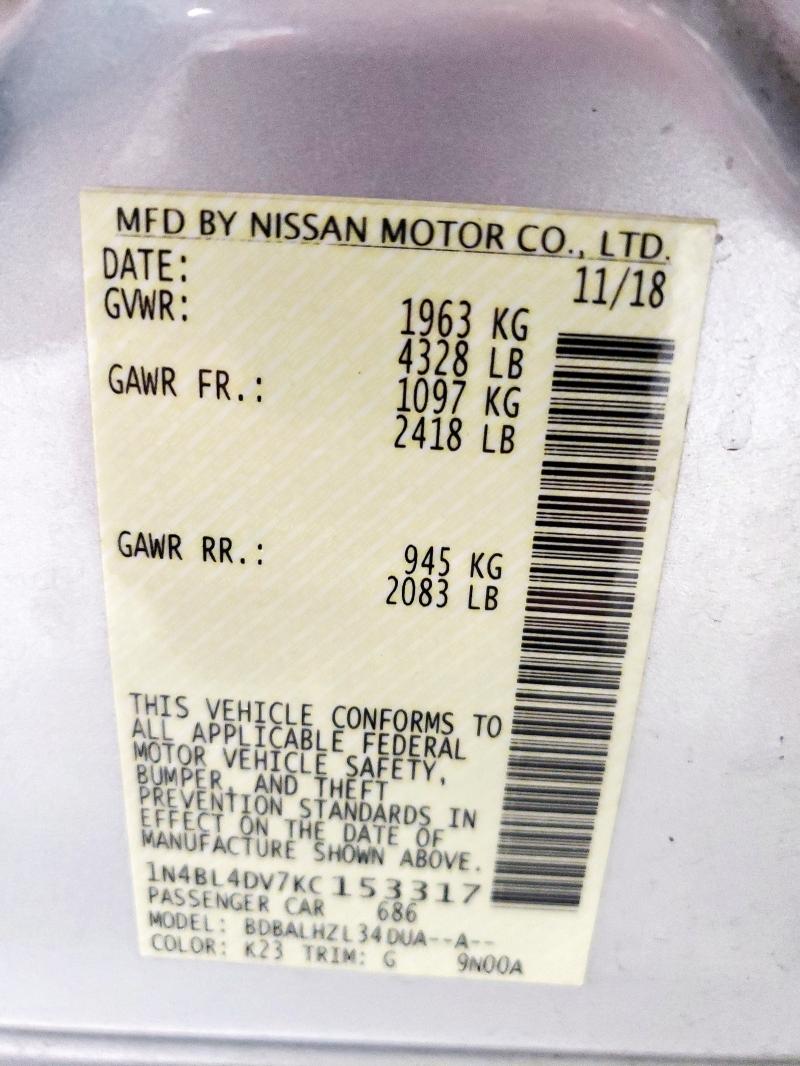 MFD BY NISSAN MOTOR CO., LTD.
DATE: 11/18
GVWR: 1963 KG
4328 LB
GAWR FR.: 1097 KG
2418 LB
GAWR RR.: 945 KG
2083 LB
THIS VEHICLE CONFORMS TO
ALL APPLICABLE FEDERAL
MOTOR VEHICLE SAFETY,
BUMPER, AND THEFT
PREVENTION STANDARDS IN
EFFECT ON THE DATE OF
MANUFACTURE SHOWN ABOVE.
1N4BL4DV7KC153317
PASSENGER CAR 686
MODEL: BDBALHZL34DUA--A--
COLOR: K23 TRIM: G 9N00A